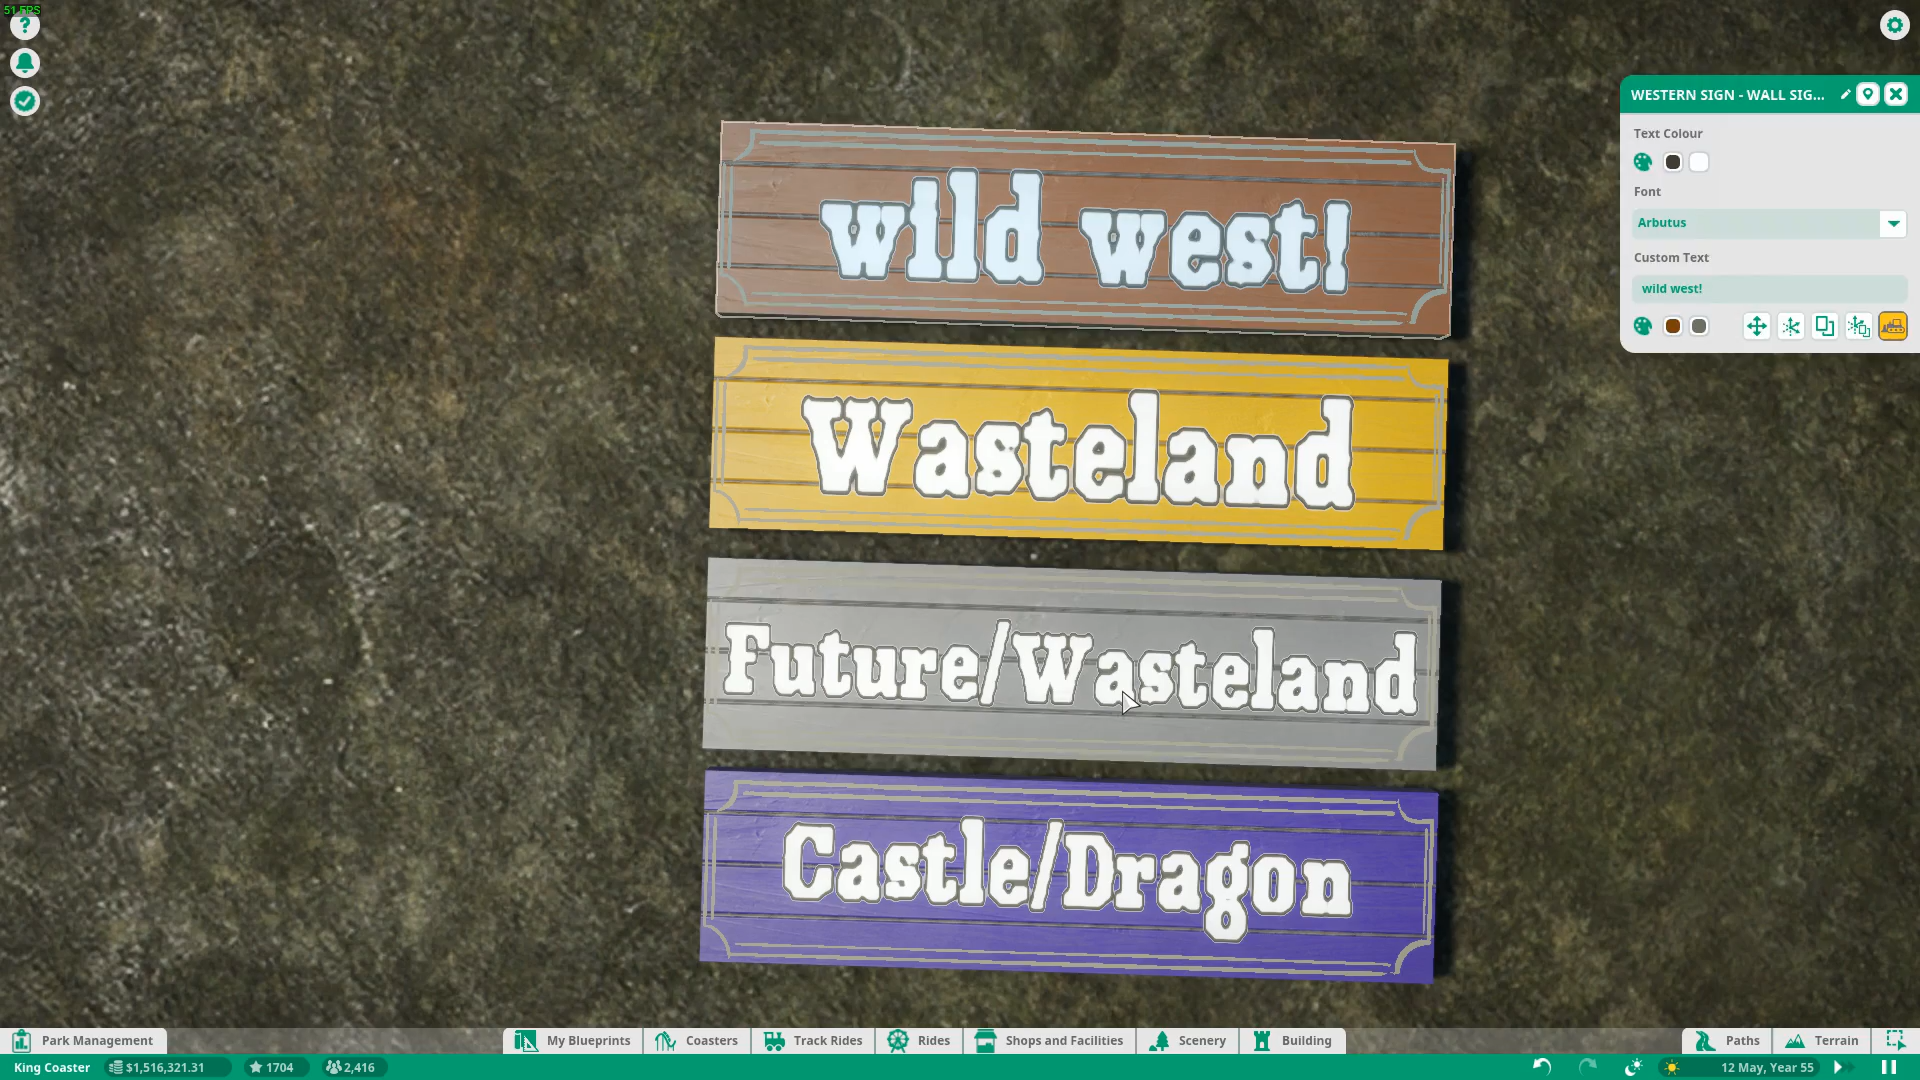 51 FPS
?
WESTERN SIGN - WALL SIG...
Text Colour
Font
Arbutus
Custom Text
wild west!
wild west!
Wasteland
Future/Wasteland
Castle/Dragon
Park Management
My Blueprints
Coasters
Track Rides
Rides
Shops and Facilities
Scenery
Building
Paths
Terrain
King Coaster
$1,516,321.31
1704
2,416
12 May, Year 55